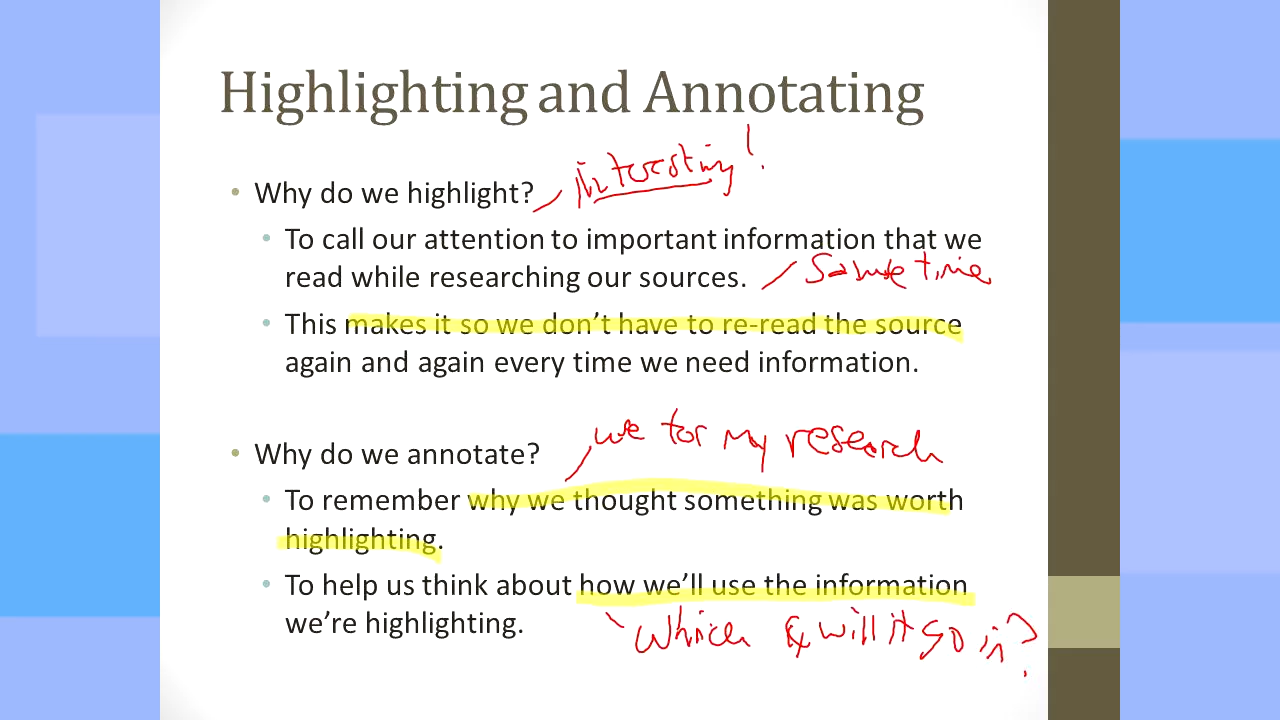 Highlighting and Annotating
interesting!
• Why do we highlight?
• To call our attention to important information that we
read while researching our sources.
time
• This makes it so we don't have to re-read the source
again and again every time we need information.
for my research
• Why do we annotate?
• To remember why we thought something was worth
highlighting.
• To help us think about how we'll use the information
we're highlighting.
Which will it go in?